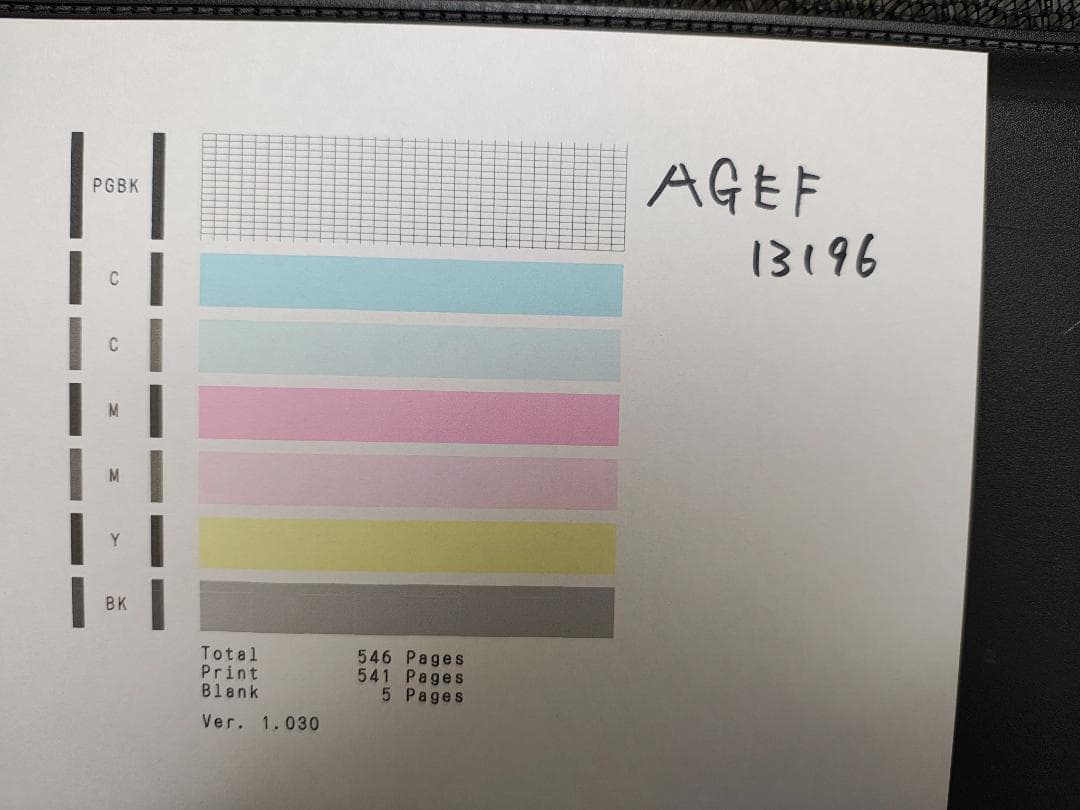 PGBK
AGEF
13196
C
C
M
M
Y
BK
Total 546 Pages
Print 541 Pages
Blank 5 Pages
Ver. 1.030